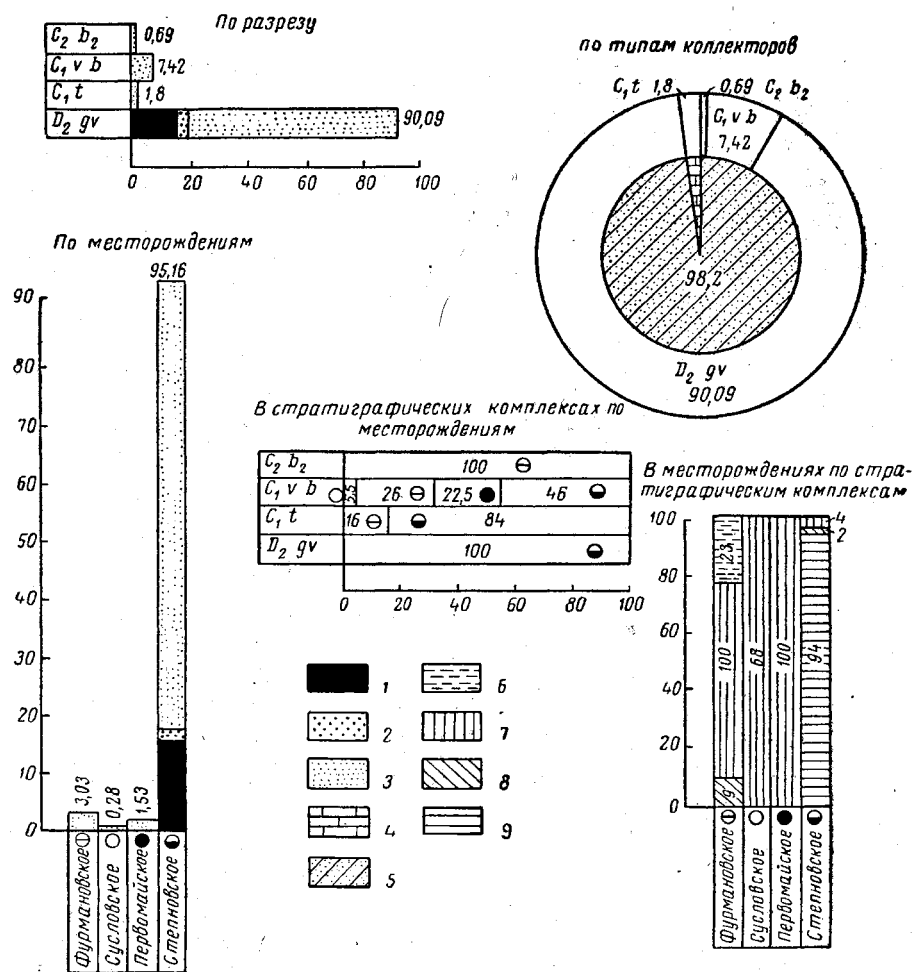 По разрезу
C₂ b₂ 0,69
C₁ v b 7,42
C₁ t 1,8
D₂ gv 90,09
0 20 40 60 80 100
по типам коллекторов
C₁ t 1,8 0,69 C₂ b₂
C₁ v b
7,42
98,2
D₂ gv
90,09
По месторождениям
95,16
90
80
70
60
50
40
30
20
10
0
3,03
0,28
1,53
Фурмановское
Сусловское
Первомайское
Степновское
В стратиграфических комплексах по
месторождениям
C₂ b₂ 100
C₁ v b 5,5 26 22,5 46
C₁ t 16 84
D₂ gv 100
0 20 40 60 80 100
1
2
3
4
5
6
7
8
9
В месторождениях по стра-
тиграфическим комплексам
100
80
60
40
20
0
23
100
9
68
100
4
2
94
Фурмановское
Сусловское
Первомайское
Степновское